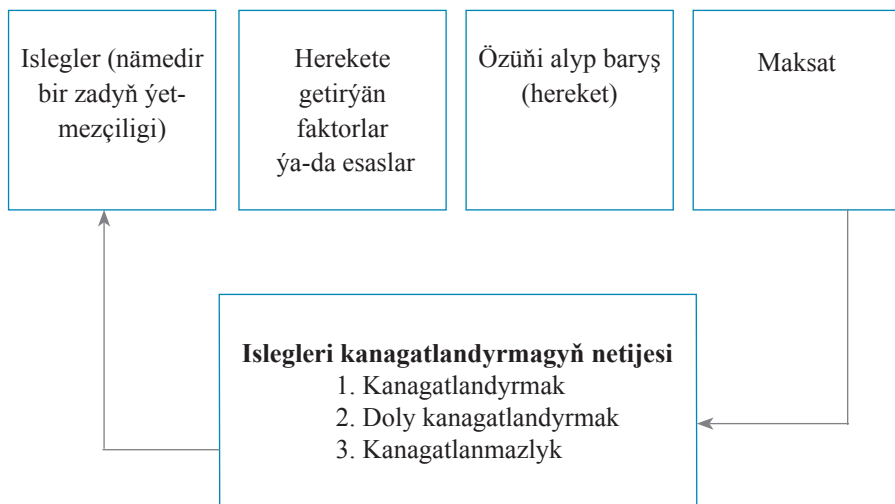 Islegler (nämedir
bir zadyň ýet-
mezçiligi)
Herekete
getirýän
faktorlar
ýa-da esaslar
Özüňi alyp baryş
(hereket)
Maksat
Islegleri kanagatlandyrmagyň netijesi
1. Kanagatlandyrmak
2. Doly kanagatlandyrmak
3. Kanagatlanmazlyk